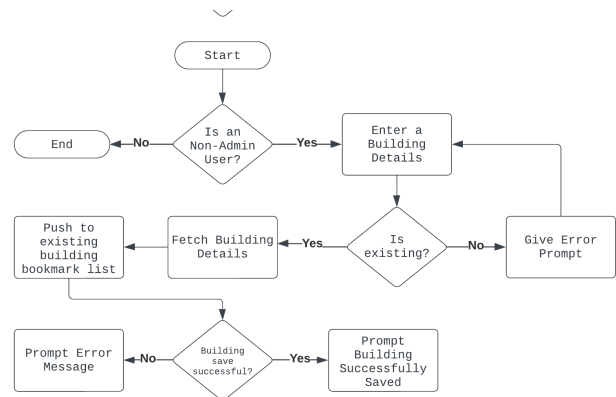 Start
Is an
Non-Admin
User?
No
End
Yes
Enter a
Building
Details
Is
existing?
No
Give Error
Prompt
Yes
Fetch Building
Details
Push to
existing
building
bookmark list
Building
save
successful?
No
Prompt Error
Message
Yes
Prompt
Building
Successfully
Saved